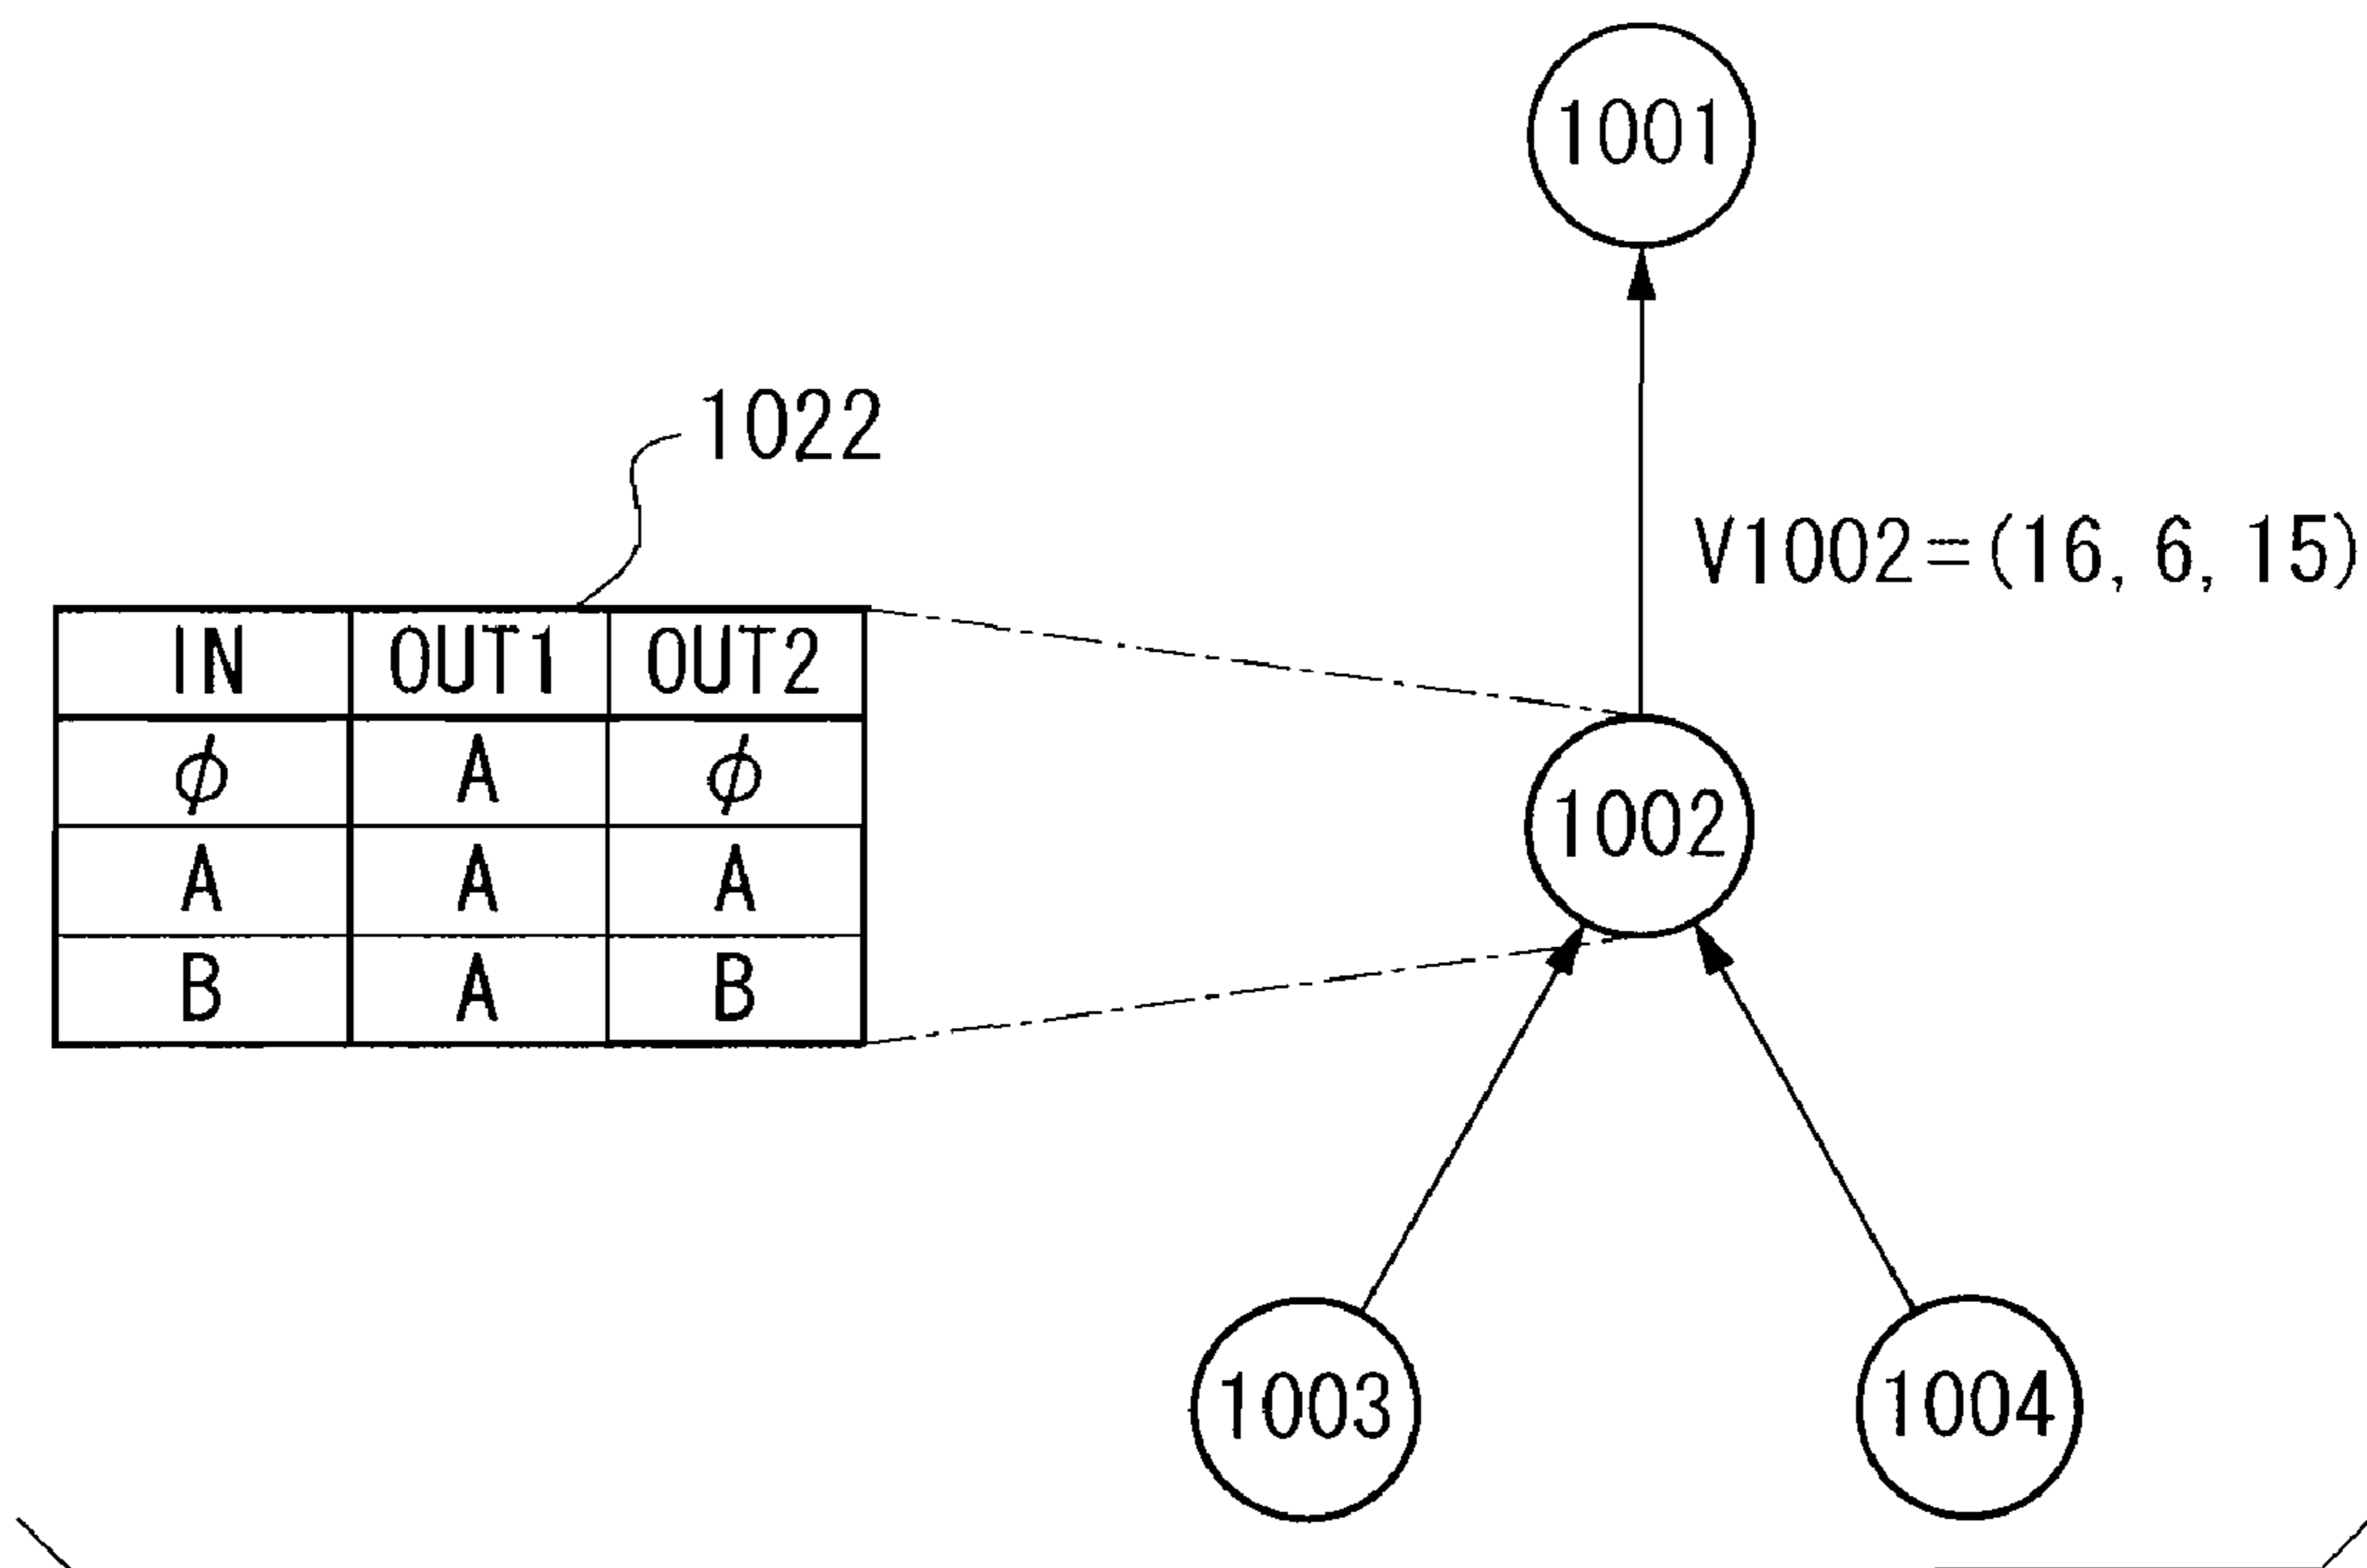 1001
1022
V1002=(16, 6, 15)
IN OUT1 OUT2
ϕ A ϕ
A A A
B A B
1002
1003 1004